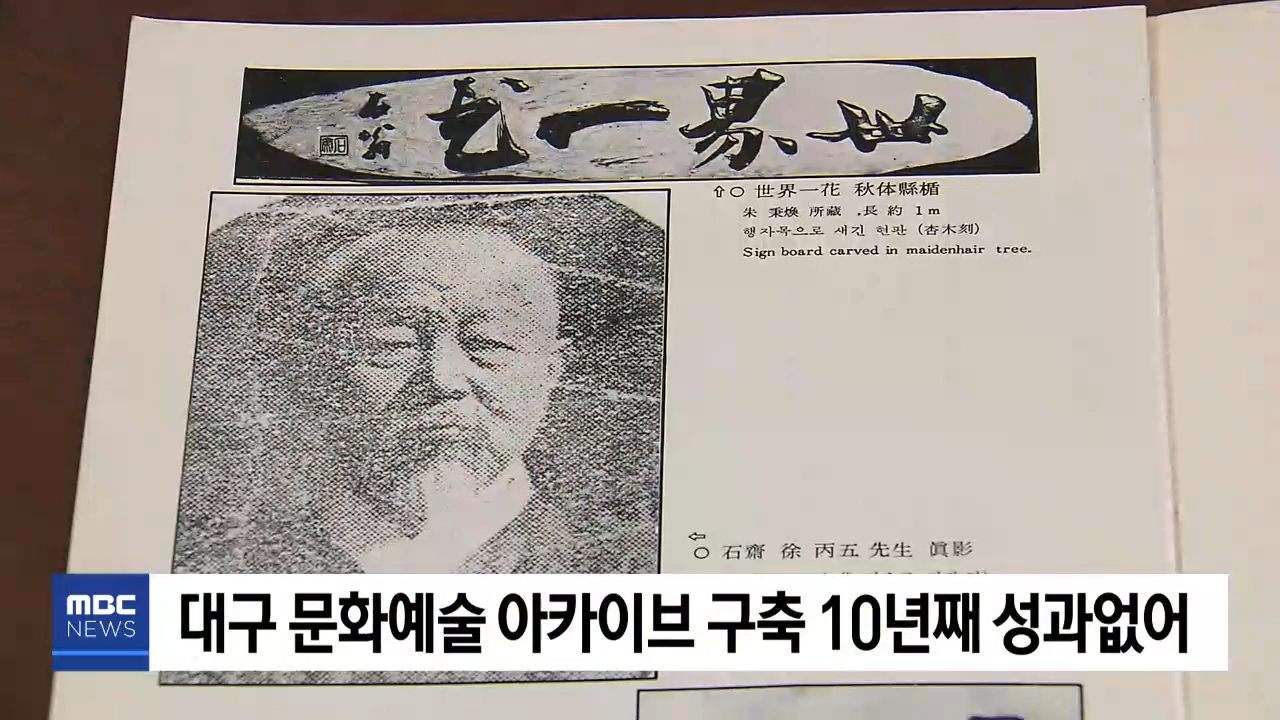 世界一花
石翁
⇧○ 世界一花 秋体縣楯
朱 秉煥 所藏 .長 約 1m
행자목으로 새긴 현판 (杏木刻)
Sign board carved in maidenhair tree.
⇦
○ 石齋 徐 丙五 先生 眞影
MBC
NEWS
대구 문화예술 아카이브 구축 10년째 성과없어